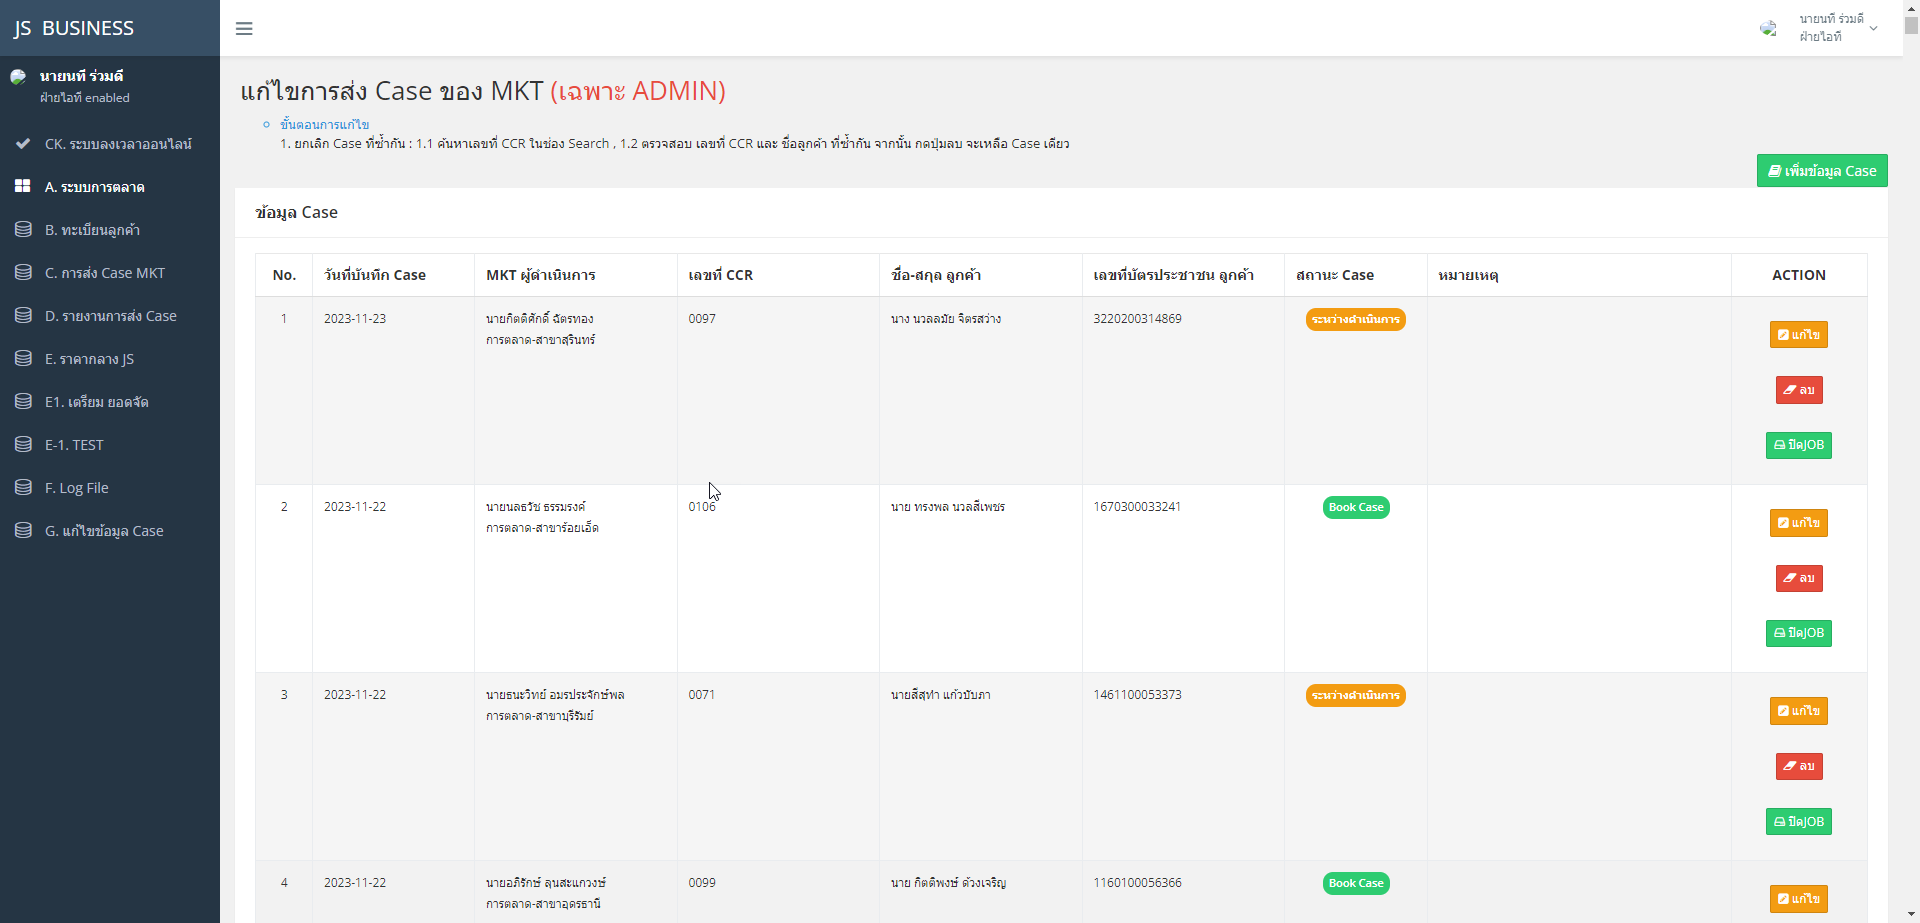 JS BUSINESS
นายนที ร่วมดี
ฝ่ายไอที
นายนที ร่วมดี
ฝ่ายไอที enabled
CK. ระบบลงเวลาออนไลน์
A. ระบบการตลาด
B. ทะเบียนลูกค้า
C. การส่ง Case MKT
D. รายงานการส่ง Case
E. ราคากลาง JS
E1. เตรียม ยอดจัด
E-1. TEST
F. Log File
G. แก้ไขข้อมูล Case
แก้ไขการส่ง Case ของ MKT (เฉพาะ ADMIN)
ขั้นตอนการแก้ไข
1. ยกเลิก Case ที่ซ้ำกัน : 1.1 ค้นหาเลขที่ CCR ในช่อง Search , 1.2 ตรวจสอบ เลขที่ CCR และ ชื่อลูกค้า ที่ซ้ำกัน จากนั้น กดปุ่มลบ จะเหลือ Case เดียว
เพิ่มข้อมูล Case
ข้อมูล Case
No. วันที่บันทึก Case MKT ผู้ดำเนินการ เลขที่ CCR ชื่อ-สกุล ลูกค้า เลขที่บัตรประชาชน ลูกค้า สถานะ Case หมายเหตุ ACTION
1 2023-11-23 นายกิตติศักดิ์ ฉัตรทอง 0097 นาง นวลลมัย จิตรสว่าง 3220200314869 ระหว่างดำเนินการ
การตลาด-สาขาสุรินทร์
แก้ไข
ลบ
ปิดJOB
2 2023-11-22 นายนลธวัช ธรรมรงค์ 0106 นาย ทรงพล นวลสีเพชร 1670300033241 Book Case
การตลาด-สาขาร้อยเอ็ด
แก้ไข
ลบ
ปิดJOB
3 2023-11-22 นายธนะวิทย์ อมรประจักษ์พล 0071 นายสีสุทำ แก้วบับภา 1461100053373 ระหว่างดำเนินการ
การตลาด-สาขาบุรีรัมย์
แก้ไข
ลบ
ปิดJOB
4 2023-11-22 นายอภิรักษ์ ลุนสะแกวงษ์ 0099 นาย กิตติพงษ์ ด้วงเจริญ 1160100056366 Book Case
การตลาด-สาขาอุดรธานี
แก้ไข